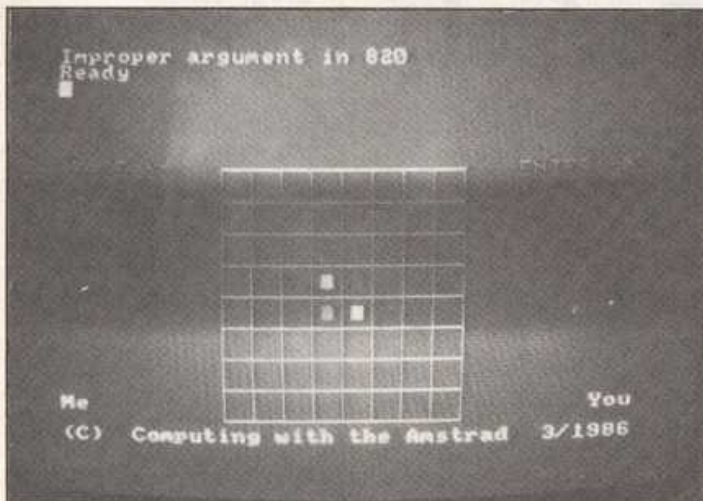 Improper argument in 820
Ready
Me
You
(C) Computing with the Amstrad 3/1986